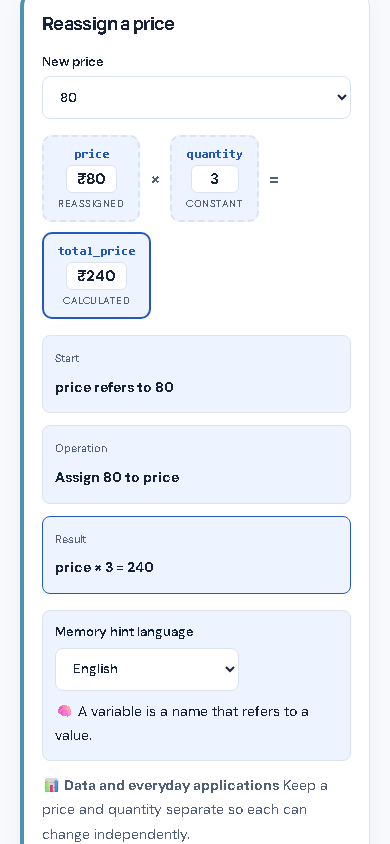 Reassign a price
New price
80
price
₹80
REASSIGNED
×
quantity
3
CONSTANT
=
total_price
₹240
CALCULATED
Start
price refers to 80
Operation
Assign 80 to price
Result
price × 3 = 240
Memory hint language
English
🧠 A variable is a name that refers to a
value.
📊 Data and everyday applications Keep a
price and quantity separate so each can
change independently.